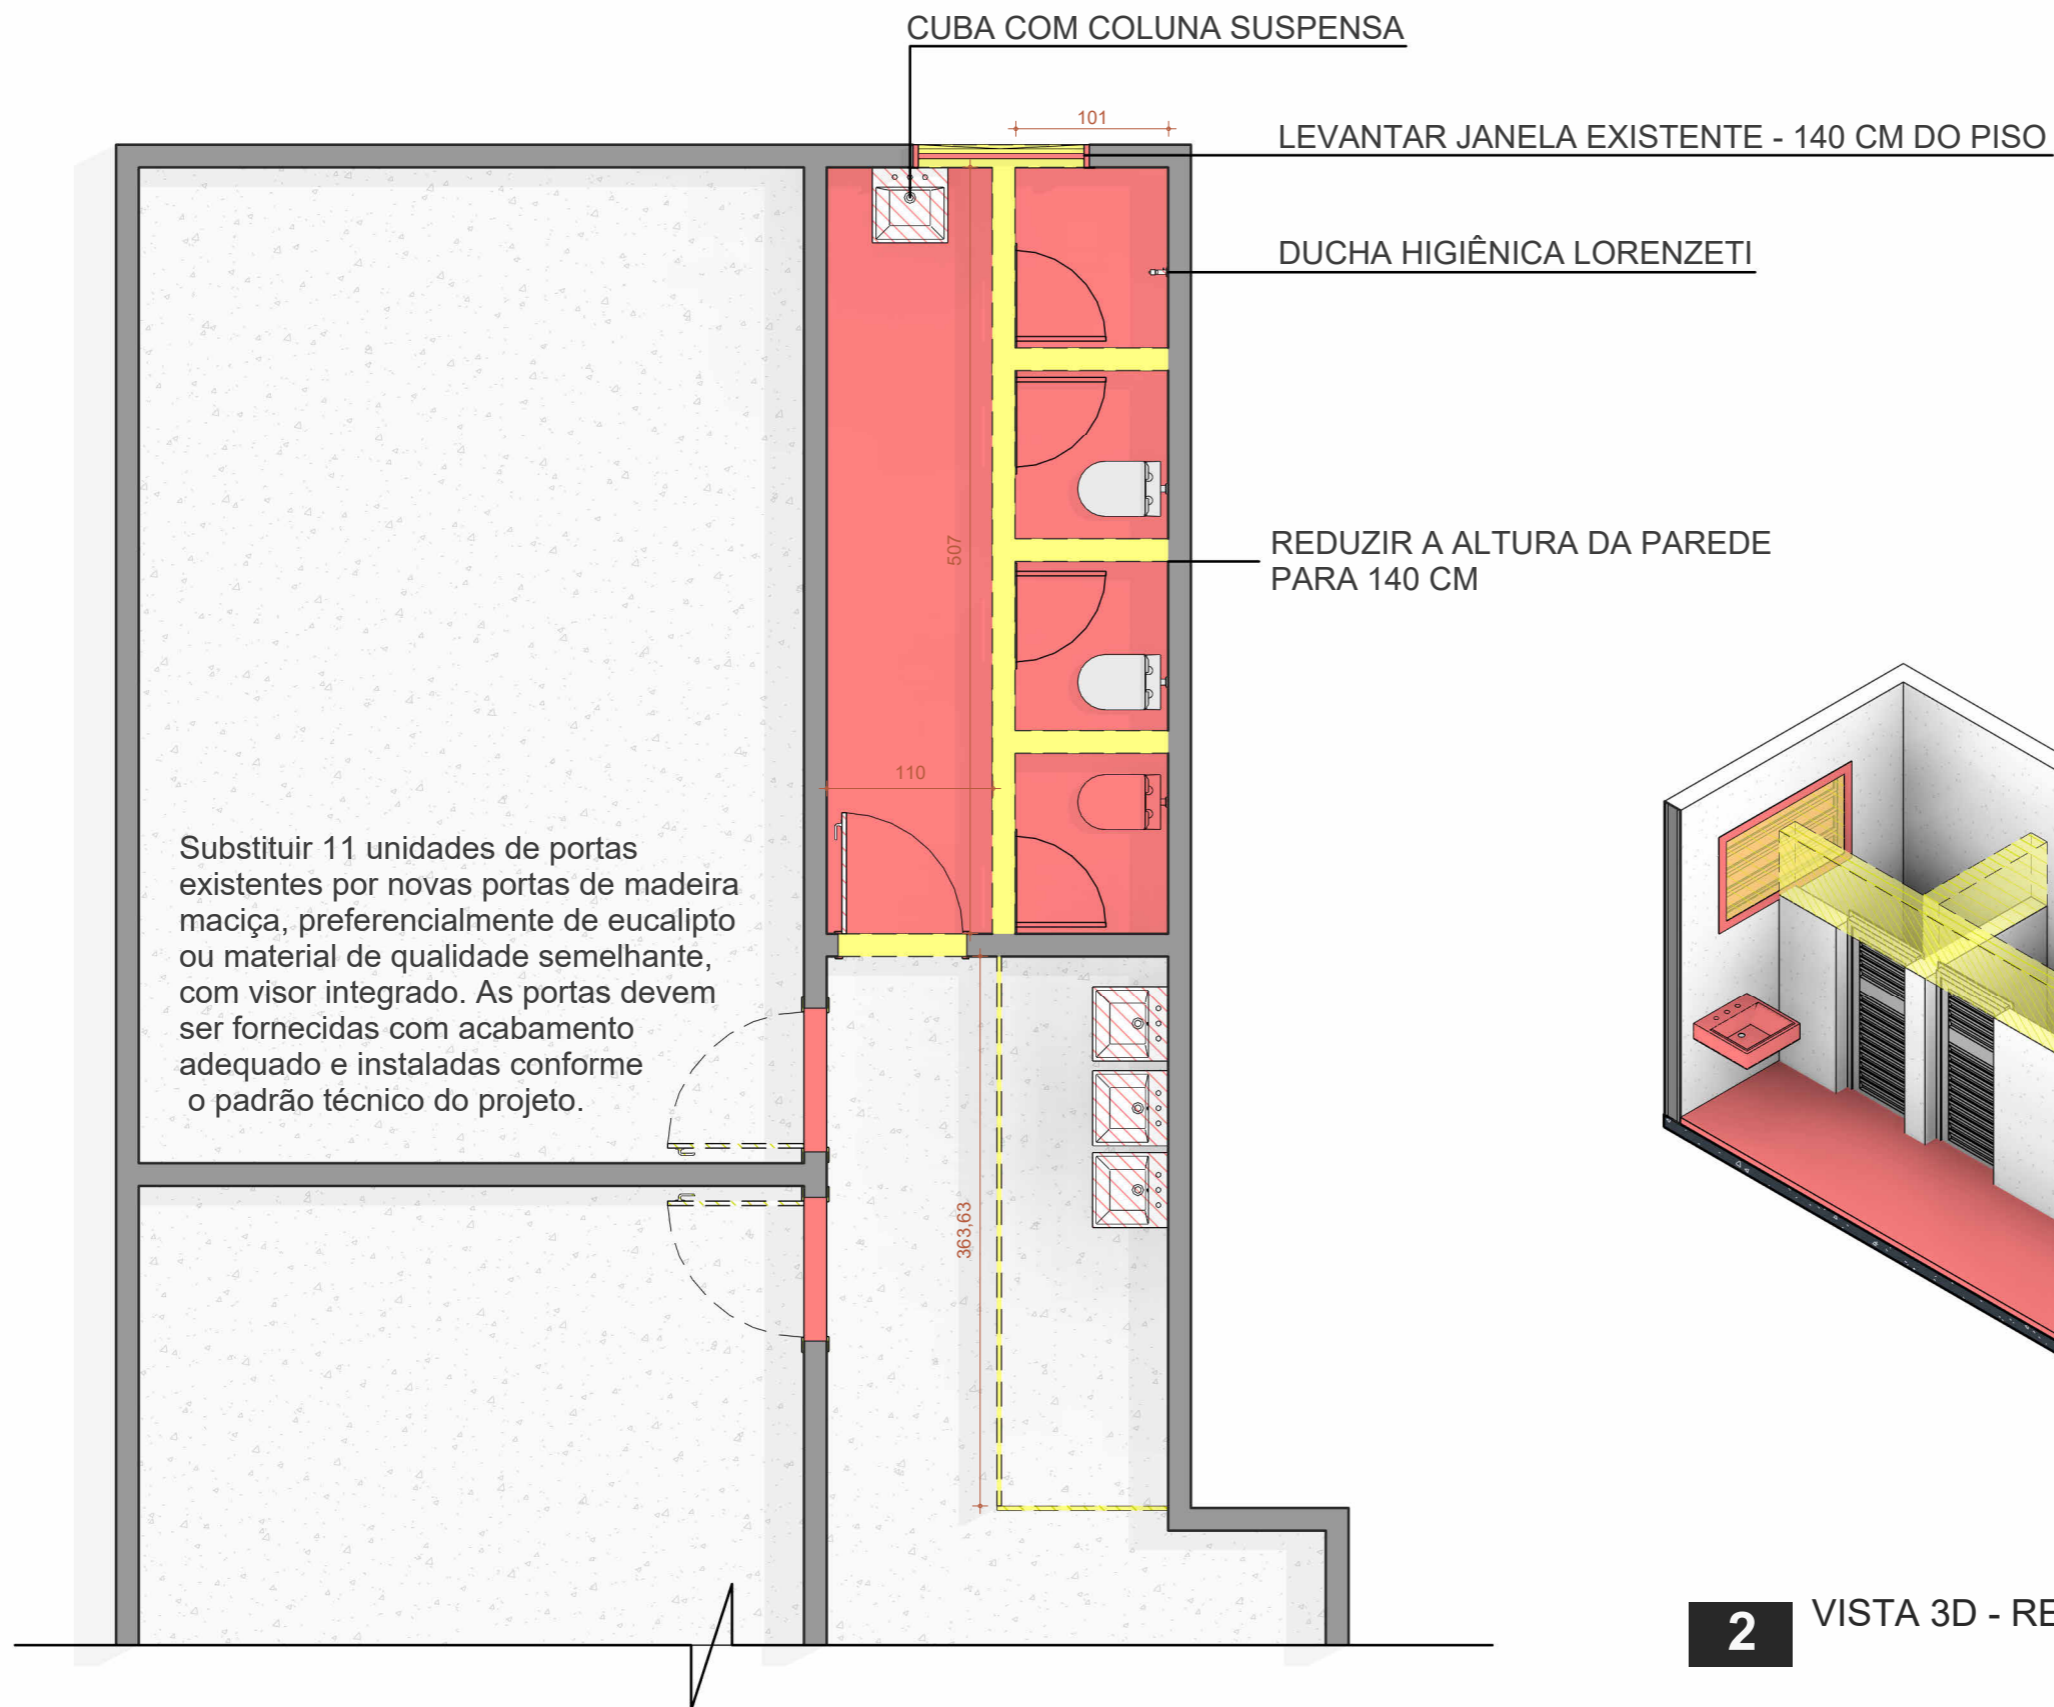 CUBA COM COLUNA SUSPENSA
101
LEVANTAR JANELA EXISTENTE - 140 CM DO PISO
DUCHA HIGIÊNICA LORENZETI
507
REDUZIR A ALTURA DA PAREDE
PARA 140 CM
110
Substituir 11 unidades de portas
existentes por novas portas de madeira
maciça, preferencialmente de eucalipto
ou material de qualidade semelhante,
com visor integrado. As portas devem
ser fornecidas com acabamento
adequado e instaladas conforme
o padrão técnico do projeto.
363,63
2 VISTA 3D - RE